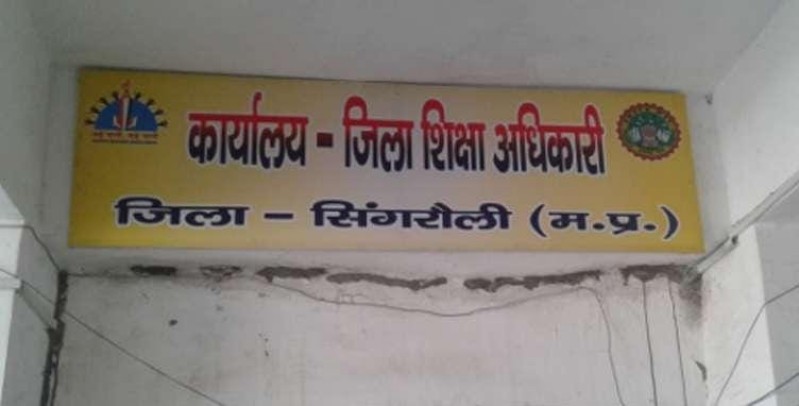 कार्यालय - जिला शिक्षा अधिकारी
जिला - सिंगरौली (म.प्र.)